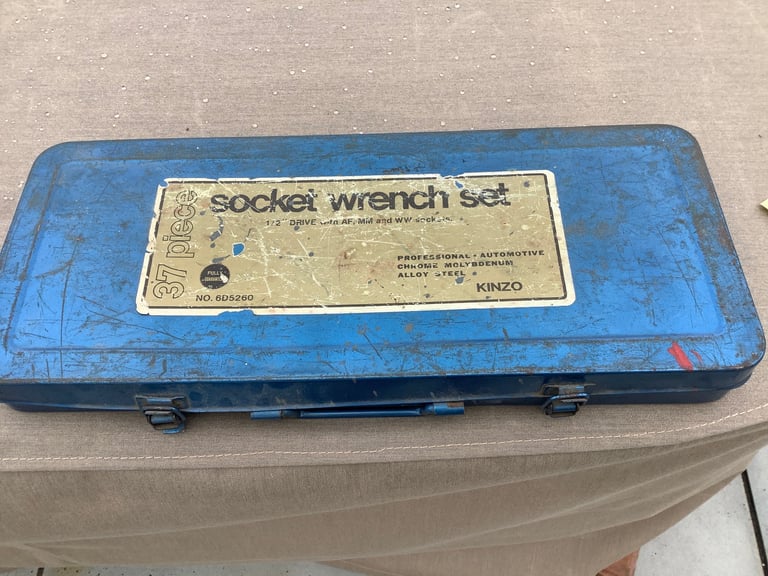 37 piece
socket wrench set
1/2" DRIVE with AF, MM and WW sockets.
PROFESSIONAL - AUTOMOTIVE
CHROME MOLYBDENUM
ALLOY STEEL
FULLY
NO. 6D5260
KINZO